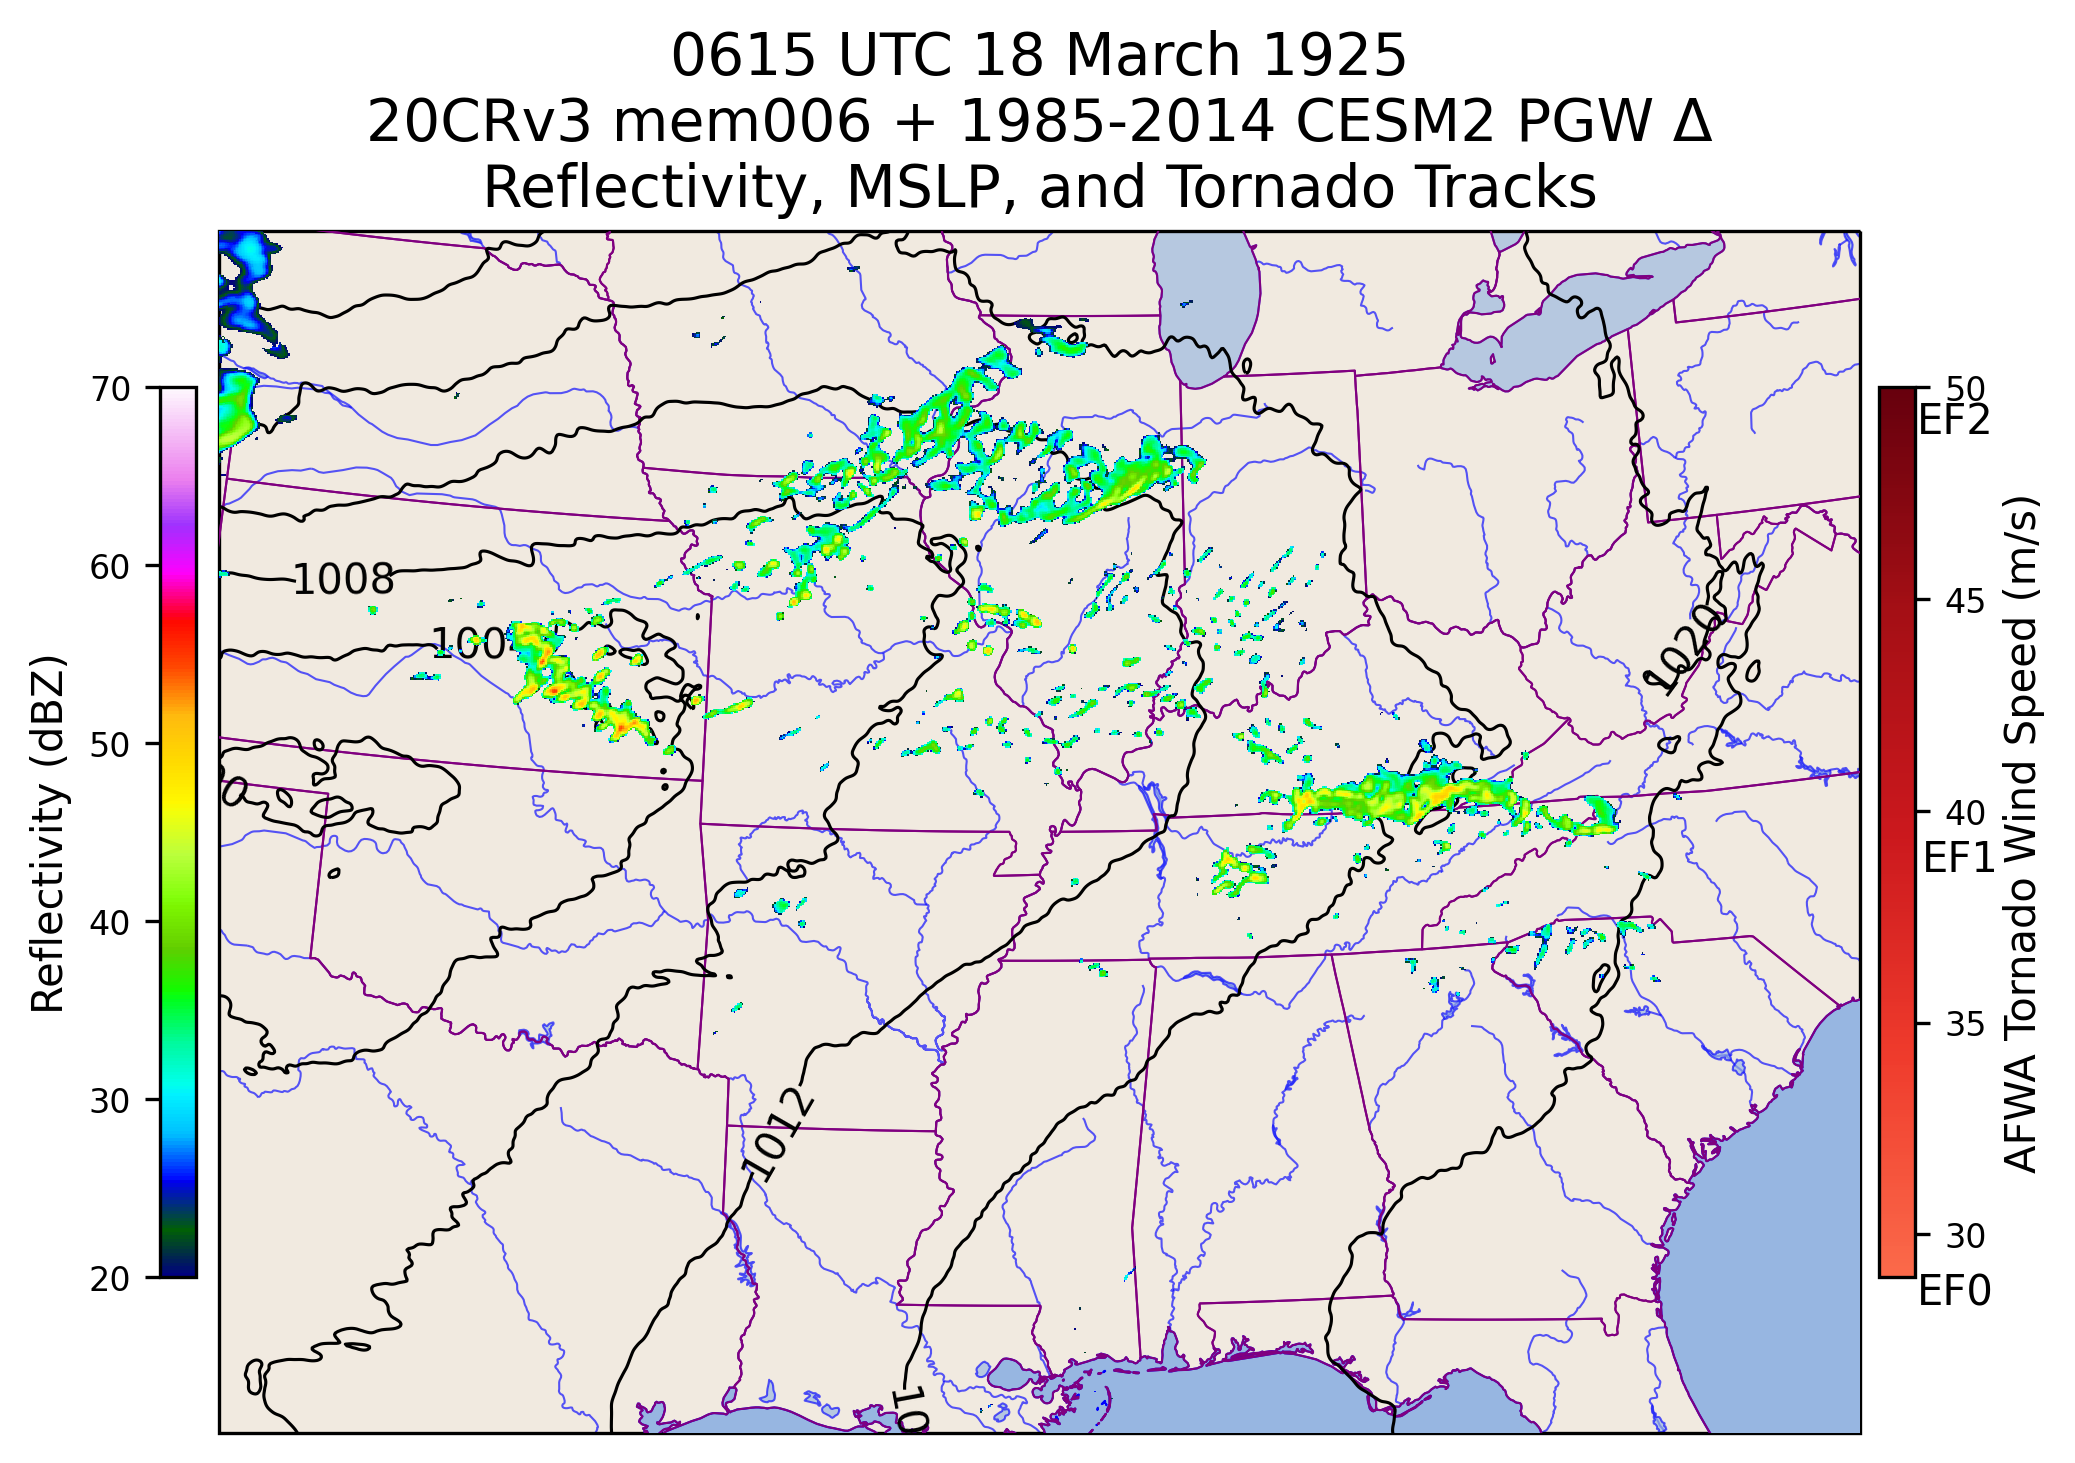 0615 UTC 18 March 1925
20CRv3 mem006 + 1985-2014 CESM2 PGW Δ
Reflectivity, MSLP, and Tornado Tracks
70
60
50
40
30
20
Reflectivity (dBZ)
1008
100
0
1020
1012
10
50
EF2
45
40
EF1
35
30
EF0
AFWA Tornado Wind Speed (m/s)